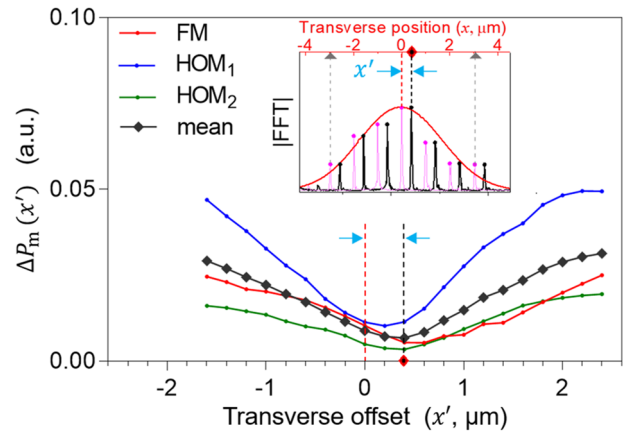 0.10
0.05
0.00
ΔPₘ (x′) (a.u.)
FM
HOM₁
HOM₂
mean
Transverse position (x, μm)
-4 -2 0 2 4
x′
|FFT|
-2 -1 0 1 2
Transverse offset (x′, μm)